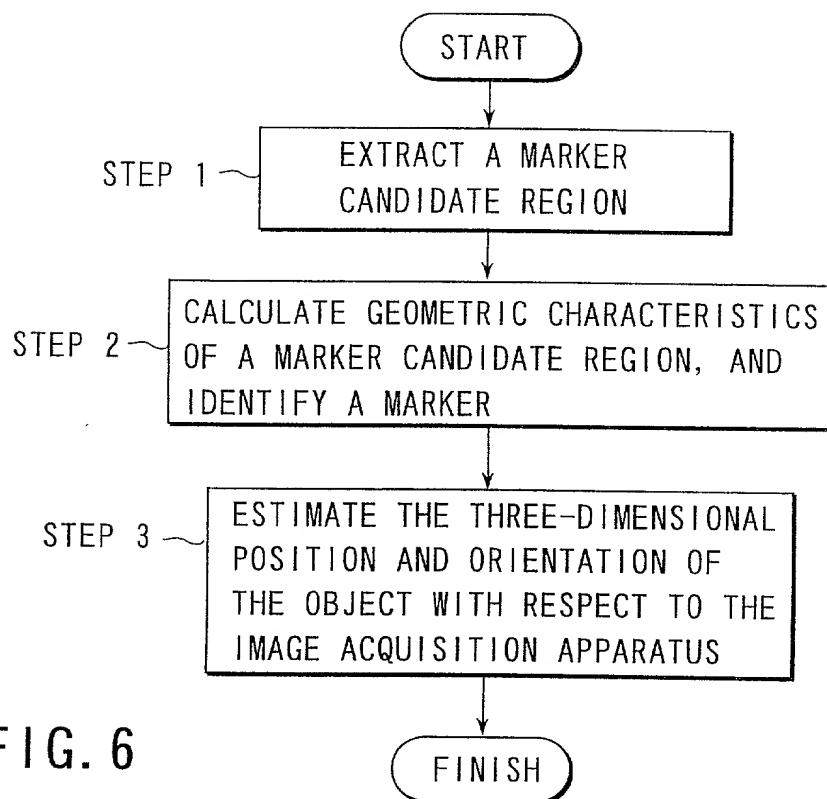 START
STEP 1
EXTRACT A MARKER
CANDIDATE REGION
STEP 2
CALCULATE GEOMETRIC CHARACTERISTICS
OF A MARKER CANDIDATE REGION, AND
IDENTIFY A MARKER
STEP 3
ESTIMATE THE THREE-DIMENSIONAL
POSITION AND ORIENTATION OF
THE OBJECT WITH RESPECT TO THE
IMAGE ACQUISITION APPARATUS
FINISH
FIG. 6